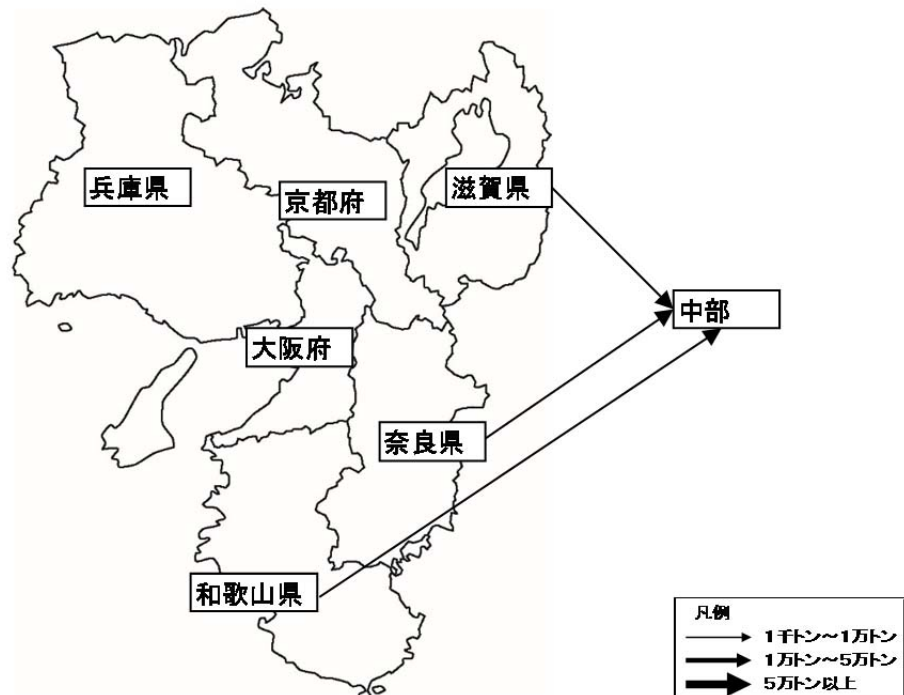 兵庫県
京都府
滋賀県
中部
大阪府
奈良県
和歌山県
凡例
1千トン~1万トン
1万トン~5万トン
5万トン以上